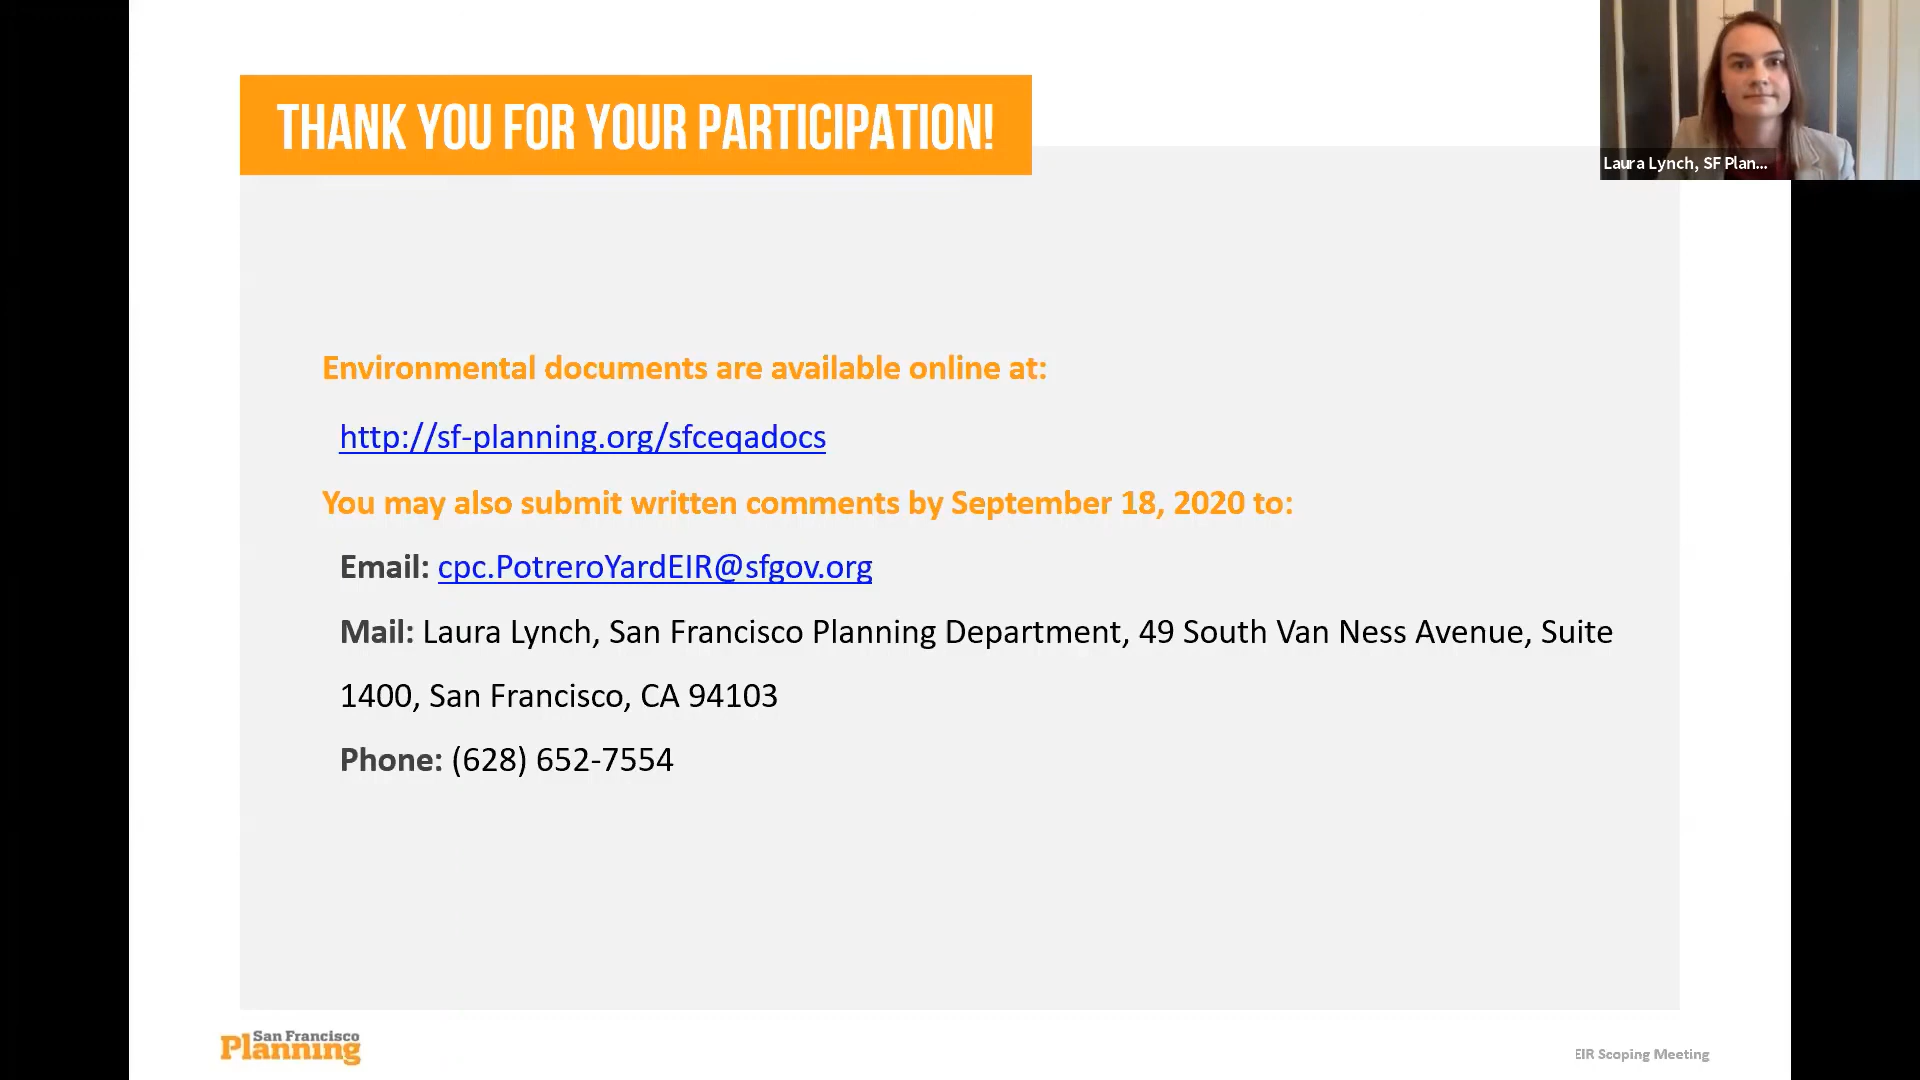 THANK YOU FOR YOUR PARTICIPATION!
Laura Lynch, SF Plan...
Environmental documents are available online at:
http://sf-planning.org/sfceqadocs
You may also submit written comments by September 18, 2020 to:
Email: cpc.PotreroYardEIR@sfgov.org
Mail: Laura Lynch, San Francisco Planning Department, 49 South Van Ness Avenue, Suite
1400, San Francisco, CA 94103
Phone: (628) 652-7554
San Francisco
Planning
EIR Scoping Meeting